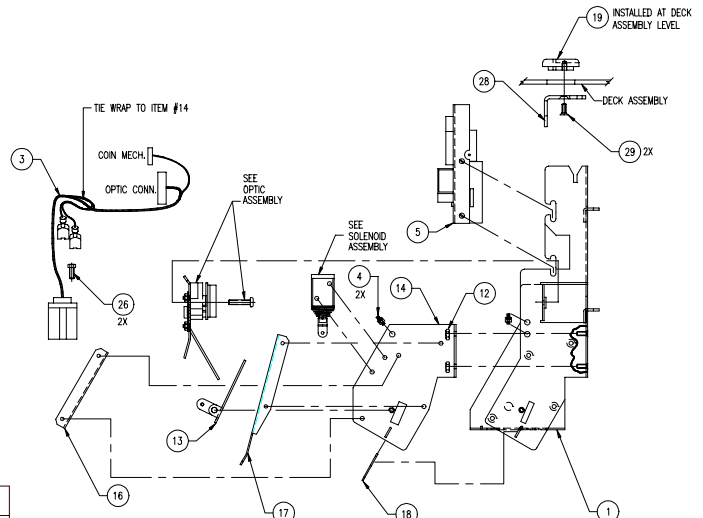 19
INSTALLED AT DECK
ASSEMBLY LEVEL
28
DECK ASSEMBLY
TIE WRAP TO ITEM #14
29 2X
3
COIN MECH.
OPTIC CONN.
SEE
OPTIC
ASSEMBLY
SEE
SOLENOID
ASSEMBLY
5
4
2X
14
12
26
2X
13
16
17
18
1